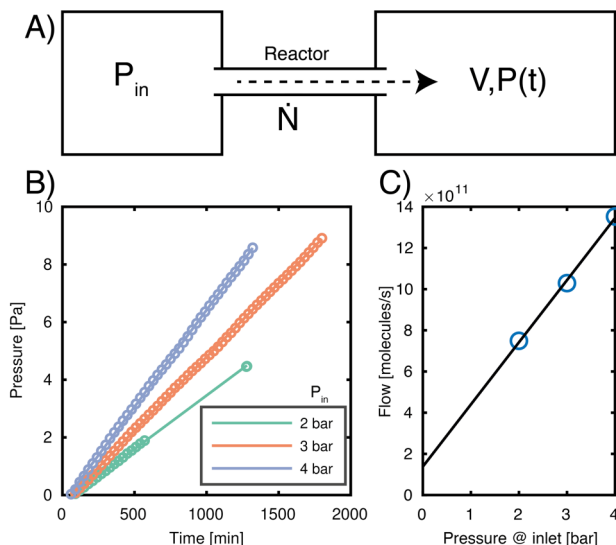 A)
P_in
Reactor
Ṅ
V,P(t)
B)
Pressure [Pa]
10
8
6
4
2
0
0
500
1000
1500
2000
Time [min]
P_in
2 bar
3 bar
4 bar
C)
× 10^11
Flow [molecules/s]
14
12
10
8
6
4
2
0
0
1
2
3
4
Pressure @ inlet [bar]